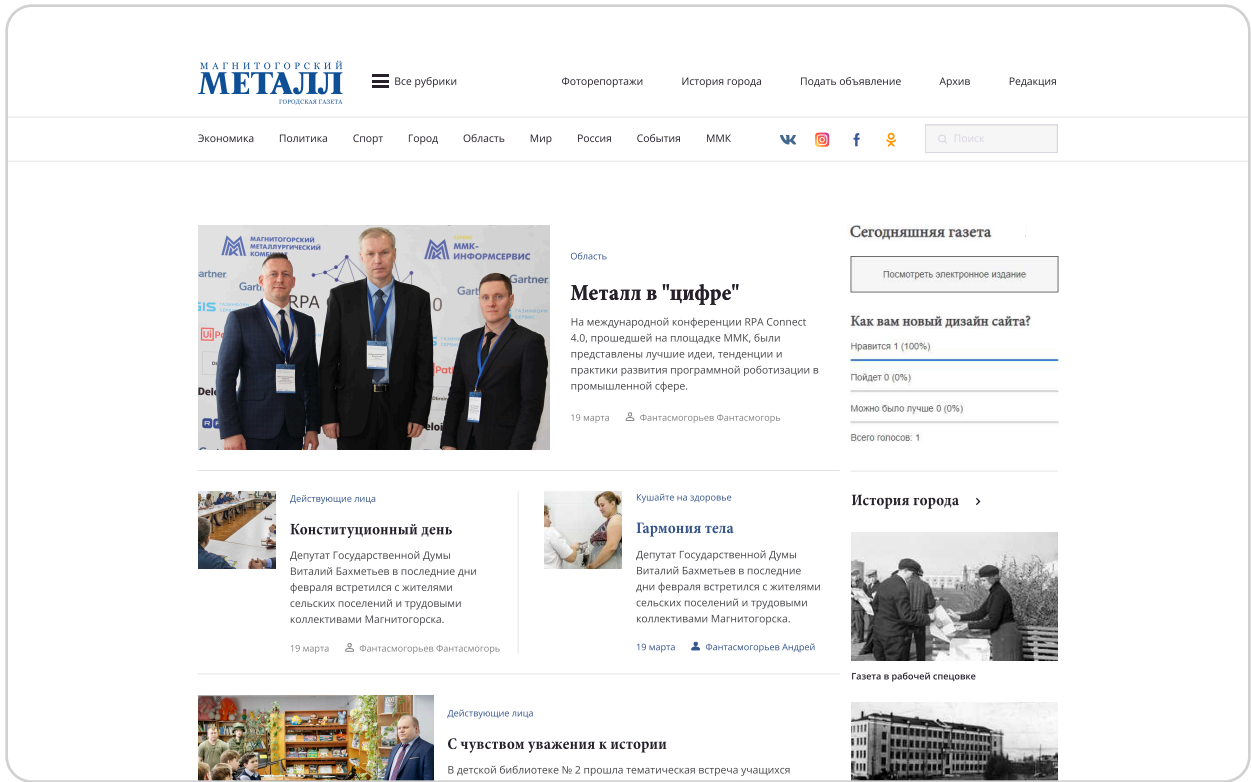 МАГНИТОГОРСКИЙ
МЕТАЛЛ
ГОРОДСКАЯ ГАЗЕТА
Все рубрики
Фоторепортажи
История города
Подать объявление
Архив
Редакция
Экономика
Политика
Спорт
Город
Область
Мир
Россия
События
ММК
Поиск
МАГНИТОГОРСКИЙ
МЕТАЛЛУРГИЧЕСКИЙ
ММК-
ИНФОРМСЕРВИС
Gartner
Gartner
RPA
Область
Металл в "цифре"
На международной конференции RPA Connect
4.0, прошедшей на площадке ММК, были
представлены лучшие идеи, тенденции и
практики развития программной роботизации в
промышленной сфере.
19 марта
Фантасмогорьев Фантасмогорь
Действующие лица
Конституционный день
Депутат Государственной Думы
Виталий Бахметьев в последние дни
февраля встретился с жителями
сельских поселений и трудовыми
коллективами Магнитогорска.
19 марта
Фантасмогорьев Фантасмогорь
Кушайте на здоровье
Гармония тела
Депутат Государственной Думы
Виталий Бахметьев в последние
дни февраля встретился с жителями
сельских поселений и трудовыми
коллективами Магнитогорска.
19 марта
Фантасмогорьев Андрей
Действующие лица
С чувством уважения к истории
В детской библиотеке № 2 прошла тематическая встреча учащихся
Сегодняшняя газета
Посмотреть электронное издание
Как вам новый дизайн сайта?
Нравится 1 (100%)
Пойдет 0 (0%)
Можно было лучше 0 (0%)
Всего голосов: 1
История города
Газета в рабочей спецовке